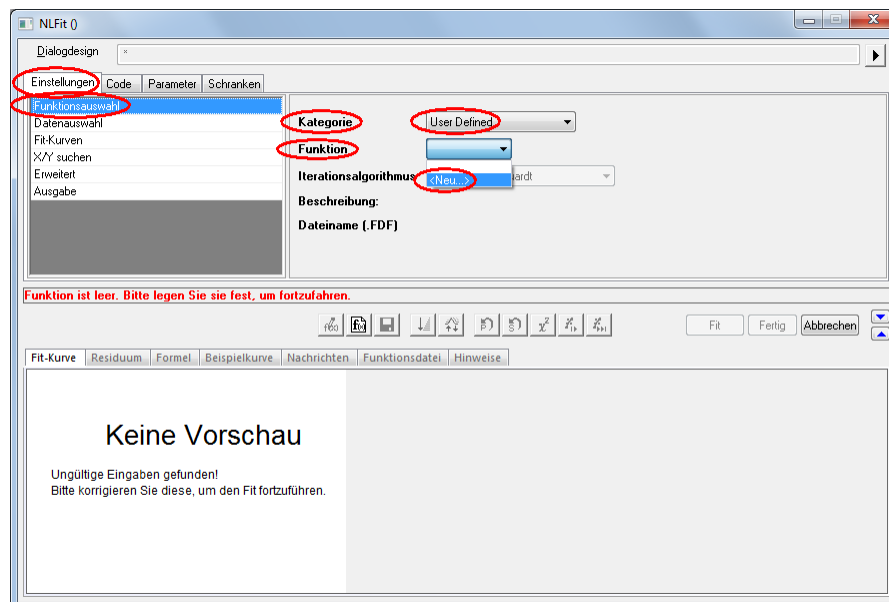 NLFit ()
Dialogdesign *
Einstellungen Code Parameter Schranken
Funktionsauswahl
Datenauswahl
Fit-Kurven
X/Y suchen
Erweitert
Ausgabe
Kategorie User Defined
Funktion
<Neu...>
Iterationsalgorithmus ardt
Beschreibung:
Dateiname (.FDF)
Funktion ist leer. Bitte legen Sie sie fest, um fortzufahren.
Fit Fertig Abbrechen
Fit-Kurve Residuum Formel Beispielkurve Nachrichten Funktionsdatei Hinweise
Keine Vorschau
Ungültige Eingaben gefunden!
Bitte korrigieren Sie diese, um den Fit fortzuführen.